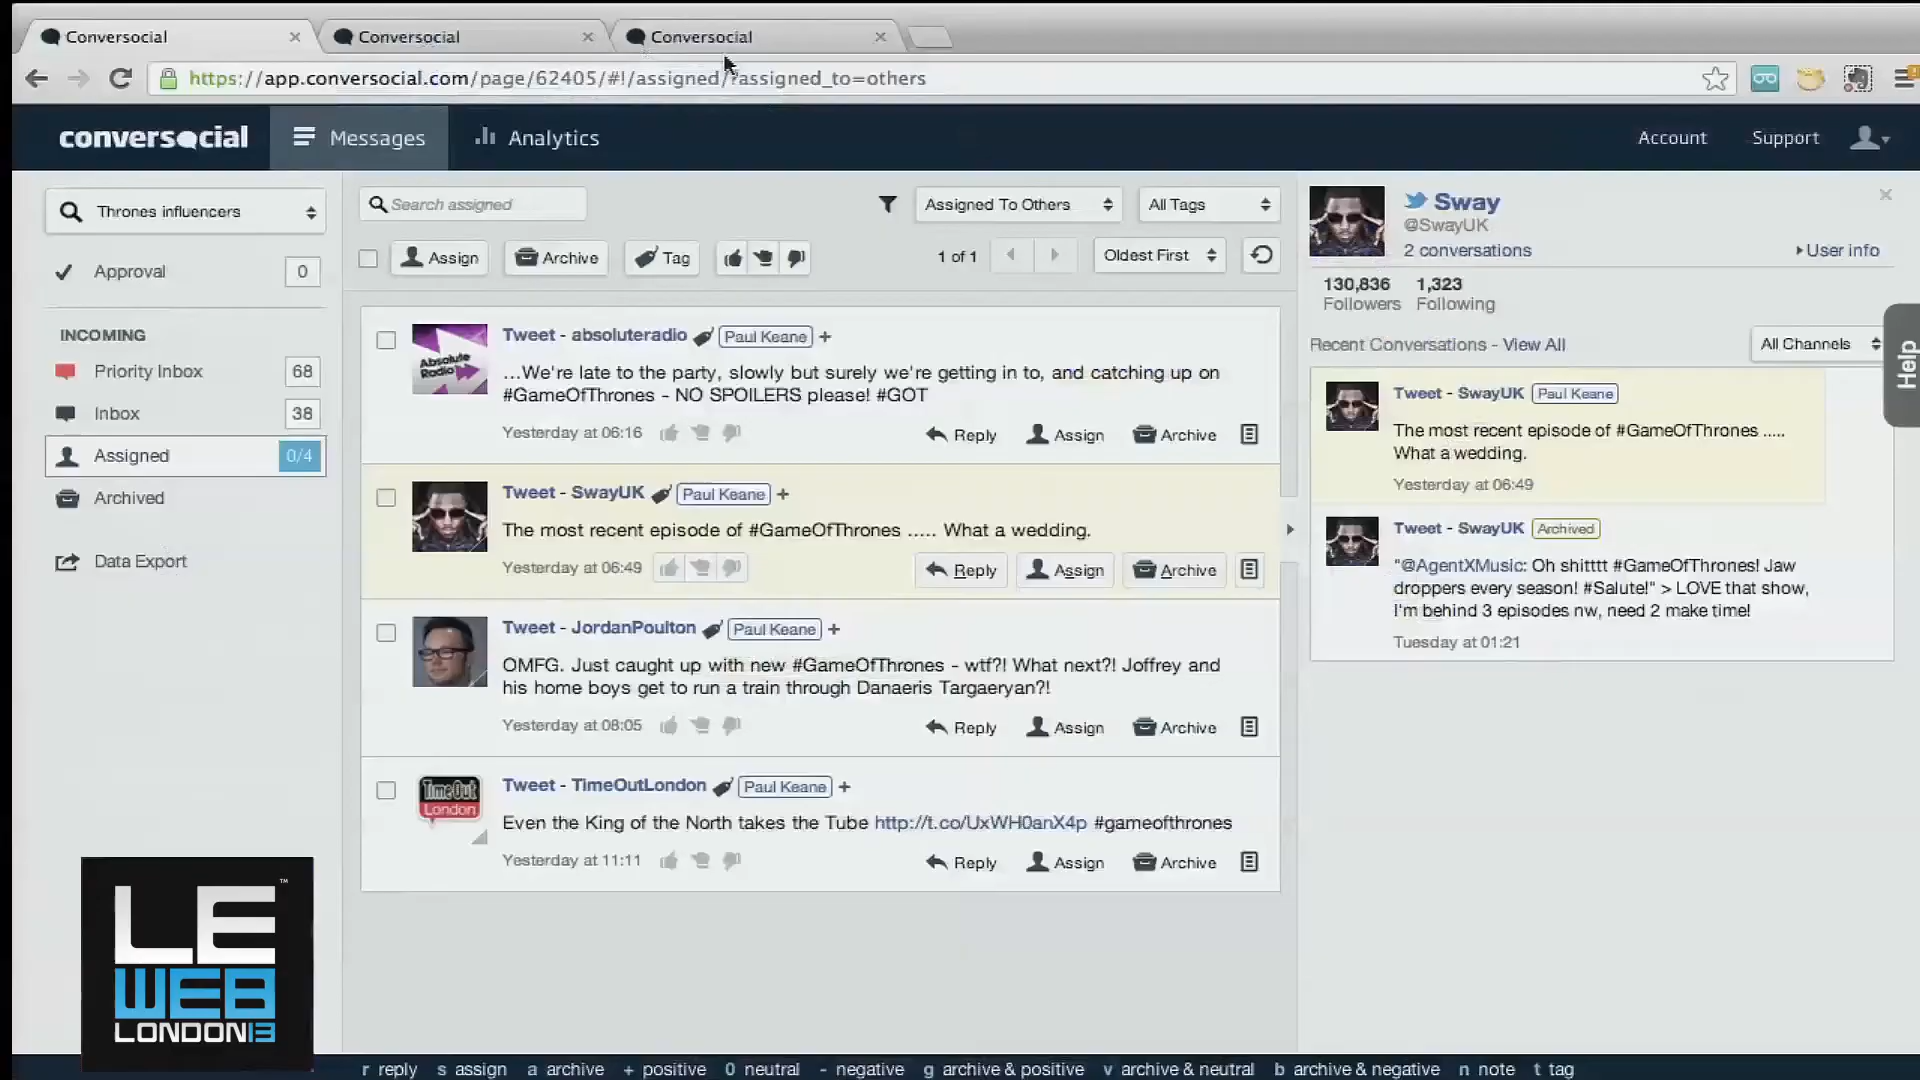 Conversocial
Conversocial
Conversocial
https://app.conversocial.com/page/62405/#!/assigned/?assigned_to=others
conversocial
Messages
Analytics
Account
Support
Thrones influencers
Search assigned
Assigned To Others
All Tags
Approval 0
Assign
Archive
Tag
1 of 1
Oldest First
INCOMING
Priority Inbox 68
Inbox 38
Assigned 0/4
Archived
Data Export
Tweet - absoluteradio Paul Keane +
...We're late to the party, slowly but surely we're getting in to, and catching up on
#GameOfThrones - NO SPOILERS please! #GOT
Yesterday at 06:16 Reply Assign Archive
Absolute
Radio
Tweet - SwayUK Paul Keane +
The most recent episode of #GameOfThrones ..... What a wedding.
Yesterday at 06:49 Reply Assign Archive
Tweet - JordanPoulton Paul Keane +
OMFG. Just caught up with new #GameOfThrones - wtf?! What next?! Joffrey and
his home boys get to run a train through Danaeris Targaeryan?!
Yesterday at 08:05 Reply Assign Archive
TimeOut
London
Tweet - TimeOutLondon Paul Keane +
Even the King of the North takes the Tube http://t.co/UxWH0anX4p #gameofthrones
Yesterday at 11:11 Reply Assign Archive
Sway
@SwayUK
2 conversations
User info
130,836 1,323
Followers Following
Recent Conversations - View All
All Channels
Help
Tweet - SwayUK Paul Keane
The most recent episode of #GameOfThrones .....
What a wedding.
Yesterday at 06:49
Tweet - SwayUK Archived
"@AgentXMusic: Oh shitttt #GameOfThrones! Jaw
droppers every season! #Salute!" > LOVE that show,
I'm behind 3 episodes nw, need 2 make time!
Tuesday at 01:21
LE
WEB
LONDON13
™
r reply s assign a archive + positive 0 neutral - negative g archive & positive v archive & neutral b archive & negative n note t tag